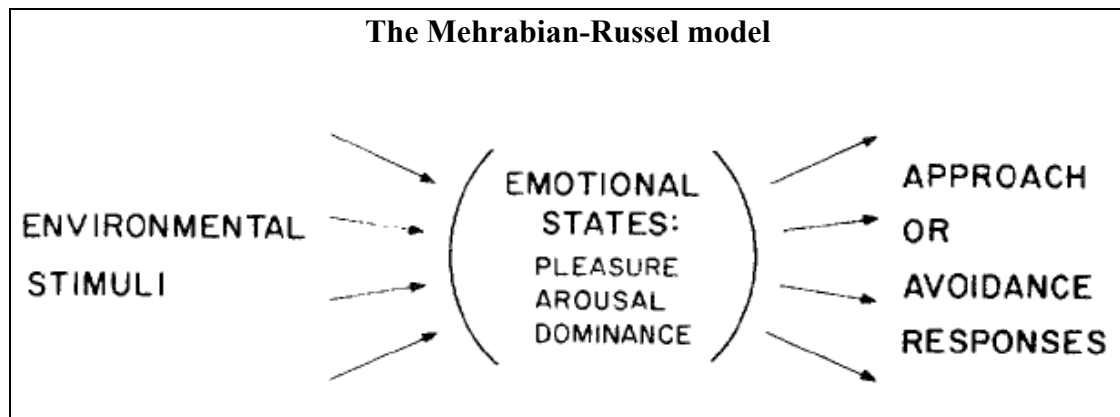 The Mehrabian-Russel model
ENVIRONMENTAL
STIMULI
EMOTIONAL
STATES:
PLEASURE
AROUSAL
DOMINANCE
APPROACH
OR
AVOIDANCE
RESPONSES